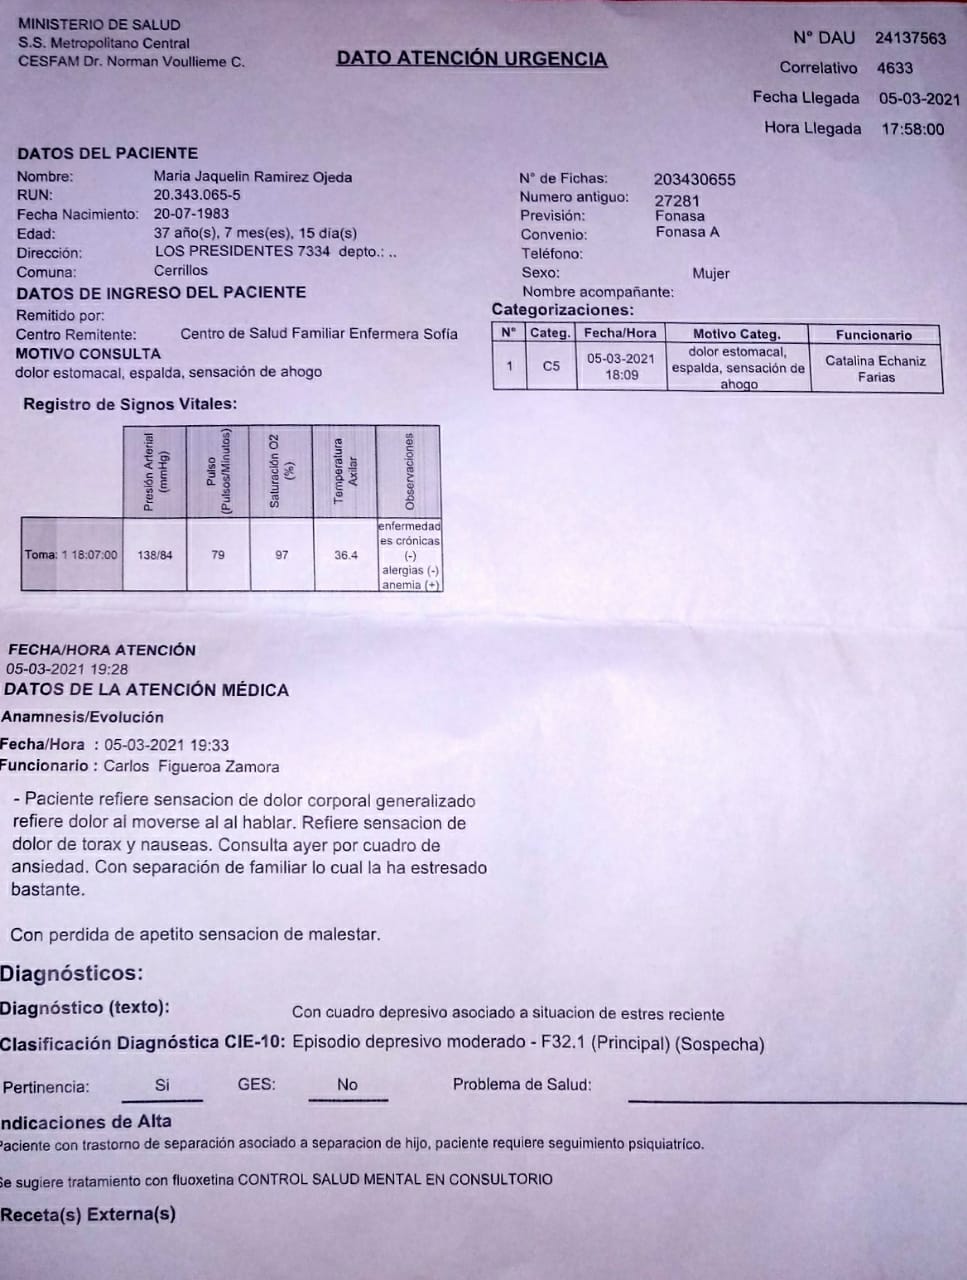 MINISTERIO DE SALUD
S.S. Metropolitano Central
CESFAM Dr. Norman Voullieme C.
DATO ATENCIÓN URGENCIA
N° DAU 24137563
Correlativo 4633
Fecha Llegada 05-03-2021
Hora Llegada 17:58:00
DATOS DEL PACIENTE
Nombre: Maria Jaquelin Ramirez Ojeda
RUN: 20.343.065-5
Fecha Nacimiento: 20-07-1983
Edad: 37 año(s), 7 mes(es), 15 día(s)
Dirección: LOS PRESIDENTES 7334 depto.: ..
Comuna: Cerrillos
N° de Fichas: 203430655
Numero antiguo: 27281
Previsión: Fonasa
Convenio: Fonasa A
Teléfono:
Sexo: Mujer
Nombre acompañante:
DATOS DE INGRESO DEL PACIENTE
Remitido por:
Centro Remitente: Centro de Salud Familiar Enfermera Sofía
MOTIVO CONSULTA
dolor estomacal, espalda, sensación de ahogo
Categorizaciones:
N° Categ. Fecha/Hora Motivo Categ. Funcionario
1 C5 05-03-2021 18:09 dolor estomacal, espalda, sensación de ahogo Catalina Echaniz Farias
Registro de Signos Vitales:
Presión Arterial (mmHg) Pulso (Pulsos/Minutos) Saturación O2 (%) Temperatura Axilar Observaciones
Toma: 1 18:07:00 138/84 79 97 36.4 enfermedad es crónicas (-) alergias (-) anemia (+)
FECHA/HORA ATENCIÓN
05-03-2021 19:28
DATOS DE LA ATENCIÓN MÉDICA
Anamnesis/Evolución
Fecha/Hora : 05-03-2021 19:33
Funcionario : Carlos Figueroa Zamora
- Paciente refiere sensacion de dolor corporal generalizado
refiere dolor al moverse al al hablar. Refiere sensacion de
dolor de torax y nauseas. Consulta ayer por cuadro de
ansiedad. Con separación de familiar lo cual la ha estresado
bastante.
Con perdida de apetito sensacion de malestar.
Diagnósticos:
Diagnóstico (texto): Con cuadro depresivo asociado a situacion de estres reciente
Clasificación Diagnóstica CIE-10: Episodio depresivo moderado - F32.1 (Principal) (Sospecha)
Pertinencia: Si GES: No Problema de Salud:
ndicaciones de Alta
Paciente con trastorno de separación asociado a separacion de hijo, paciente requiere seguimiento psiquiatrico.
Se sugiere tratamiento con fluoxetina CONTROL SALUD MENTAL EN CONSULTORIO
Receta(s) Externa(s)